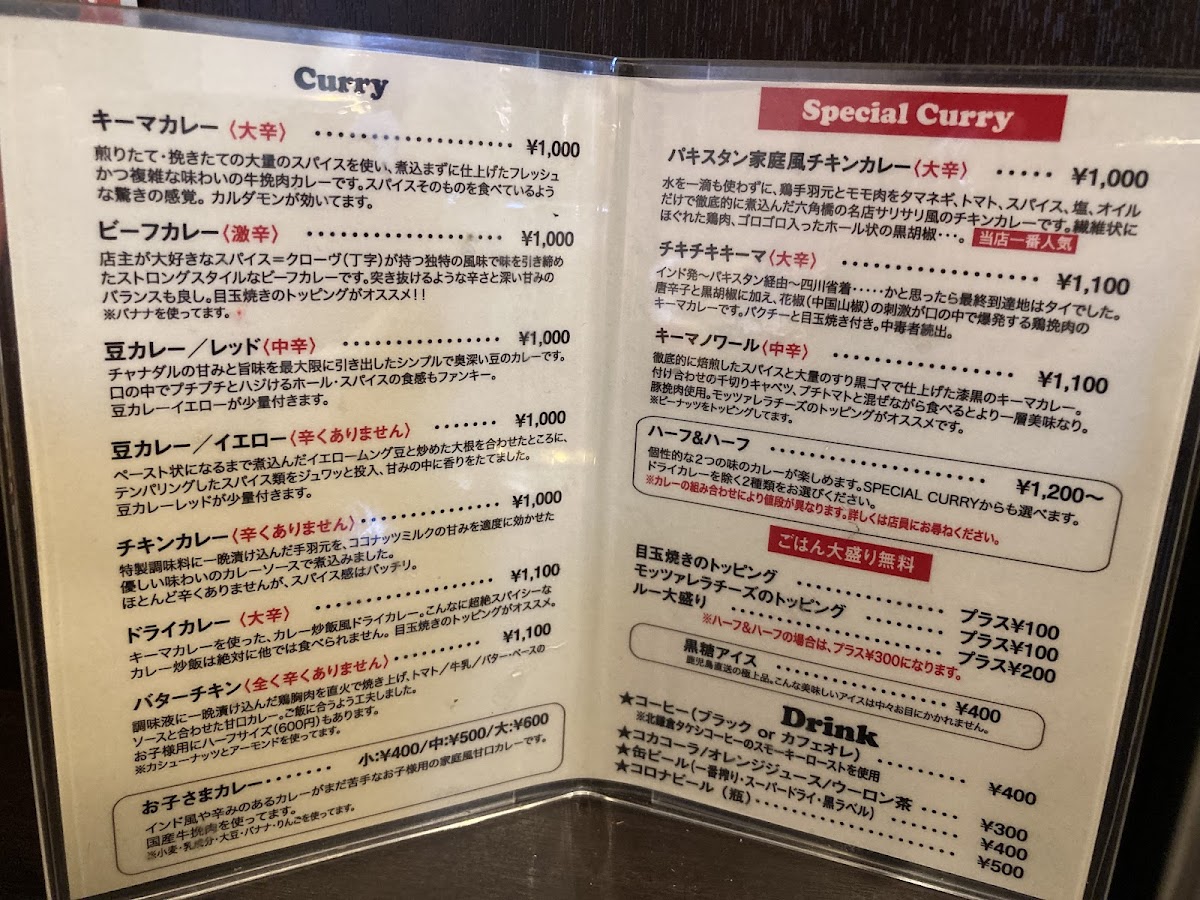 Curry
キーマカレー〈大辛〉 ・・・・・・・・・・・・・・・・・・ ¥1,000
煎りたて・挽きたての大量のスパイスを使い、煮込まずに仕上げたフレッシュ
かつ複雑な味わいの牛挽肉カレーです。スパイスそのものを食べているよう
な驚きの感覚。カルダモンが効いてます。
ビーフカレー〈激辛〉 ・・・・・・・・・・・・・・・・・・ ¥1,000
店主が大好きなスパイス＝クローヴ(丁字)が持つ独特の風味で味を引き締め
たストロングスタイルなビーフカレーです。突き抜けるような辛さと深い甘みの
バランスも良し。目玉焼きのトッピングがオススメ!!
※バナナを使ってます。
豆カレー／レッド〈中辛〉 ・・・・・・・・・・・・・・・ ¥1,000
チャナダルの甘みと旨味を最大限に引き出したシンプルで奥深い豆のカレーです。
口の中でプチプチとハジけるホール・スパイスの食感もファンキー。
豆カレーイエローが少量付きます。
豆カレー／イエロー〈辛くありません〉 ・・・・・・・ ¥1,000
ペースト状になるまで煮込んだイエロームング豆と炒めた大根を合わせたところに、
テンパリングしたスパイス類をジュワッと投入、甘みの中に香りをたてました。
豆カレーレッドが少量付きます。
チキンカレー〈辛くありません〉・・・・・・・・・・・・ ¥1,000
特製調味料に一晩漬け込んだ手羽元を、ココナッツミルクの甘みを適度に効かせた
優しい味わいのカレーソースで煮込みました。
ほとんど辛くありませんが、スパイス感はバッチリ。
ドライカレー〈大辛〉 ・・・・・・・・・・・・・・・・・ ¥1,100
キーマカレーを使った、カレー炒飯風ドライカレー。こんなに超絶スパイシーな
カレー炒飯は絶対に他では食べられません。目玉焼きのトッピングがオススメ。
バターチキン〈全く辛くありません〉・・・・・・・・・ ¥1,100
調味液に一晩漬け込んだ鶏胸肉を直火で焼き上げ、トマト／牛乳／バター・ベースの
ソースと合わせた甘口カレー。ご飯に合うよう工夫しました。
お子様用にハーフサイズ(600円)もあります。
※カシューナッツとアーモンドを使ってます。
お子さまカレー・・・・・・・ 小:¥400/中:¥500/大:¥600
インド風や辛みのあるカレーがまだ苦手なお子様用の家庭風甘口カレーです。
国産牛挽肉を使ってます。
※小麦・乳成分・大豆・バナナ・りんごを使ってます。
Special Curry
パキスタン家庭風チキンカレー〈大辛〉 ・・・・・ ¥1,000
水を一滴も使わずに、鶏手羽元とモモ肉をタマネギ、トマト、スパイス、塩、オイル
だけで徹底的に煮込んだ六角橋の名店サリサリ風のチキンカレーです。繊維状に
ほぐれた鶏肉、ゴロゴロ入ったホール状の黒胡椒・・・。 当店一番人気
チキチキキーマ〈大辛〉 ・・・・・・・・・・・・・・・・ ¥1,100
インド発〜パキスタン経由〜四川省着・・・・・かと思ったら最終到達地はタイでした。
唐辛子と黒胡椒に加え、花椒(中国山椒)の刺激が口の中で爆発する鶏挽肉の
キーマカレーです。パクチーと目玉焼き付き。中毒者続出。
キーマノワール〈中辛〉 ・・・・・・・・・・・・・・・・ ¥1,100
徹底的に焙煎したスパイスと大量のすり黒ゴマで仕上げた漆黒のキーマカレー。
付け合わせの千切りキャベツ、プチトマトと混ぜながら食べるとより一層美味なり。
豚挽肉使用。モッツァレラチーズのトッピングがオススメです。
※ピーナッツをトッピングしてます。
ハーフ&ハーフ ・・・・・・・・・・・・・・・・・・・ ¥1,200〜
個性的な2つの味のカレーが楽しめます。SPECIAL CURRYからも選べます。
ドライカレーを除く2種類をお選びください。
※カレーの組み合わせにより値段が異なります。詳しくは店員にお尋ねください。
ごはん大盛り無料
目玉焼きのトッピング ・・・・・・・・・・・・ プラス¥100
モッツァレラチーズのトッピング ・・・・・・・ プラス¥100
ルー大盛り ・・・・・・・・・・・・・・・・・・ プラス¥200
※ハーフ&ハーフの場合は、プラス¥300になります。
黒糖アイス ・・・・・・・・・・・・・・・・・ ¥400
鹿児島直送の極上品。こんな美味しいアイスは中々お目にかかれません。
Drink
★コーヒー(ブラック or カフェオレ) ・・・・・・・・ ¥400
※北鎌倉タケシコーヒーのスモーキーローストを使用
★コカコーラ/オレンジジュース/ウーロン茶 ・・・・ ¥300
★缶ビール(一番搾り・スーパードライ・黒ラベル) ・・・・・・ ¥400
★コロナビール(瓶)・・・・・・・・・・・・・・・・ ¥500